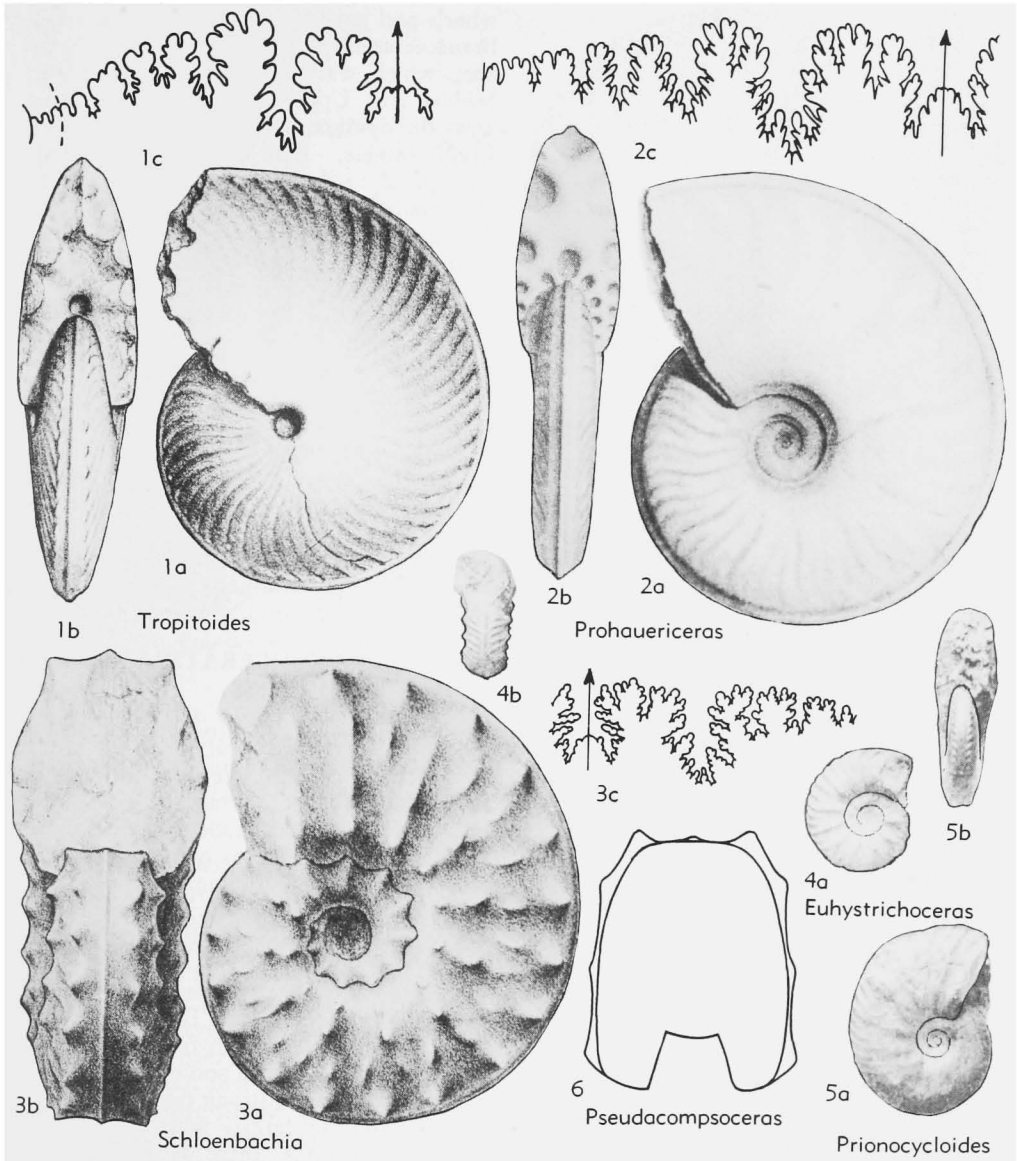 1c
2c
1a
1b
Tropitoides
4b
2b
2a
Prohauericeras
3c
5b
4a
Euhystrichoceras
3b
3a
Schloenbachia
6
Pseudacompsoceras
5a
Prionocycloides